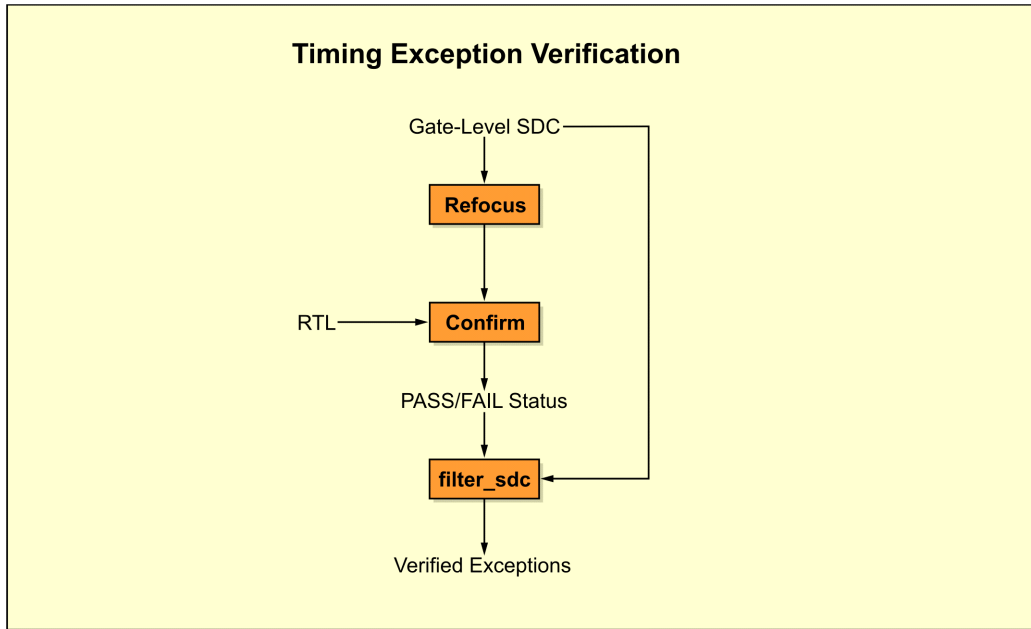 Timing Exception Verification
Gate-Level SDC
Refocus
RTL
Confirm
PASS/FAIL Status
filter_sdc
Verified Exceptions